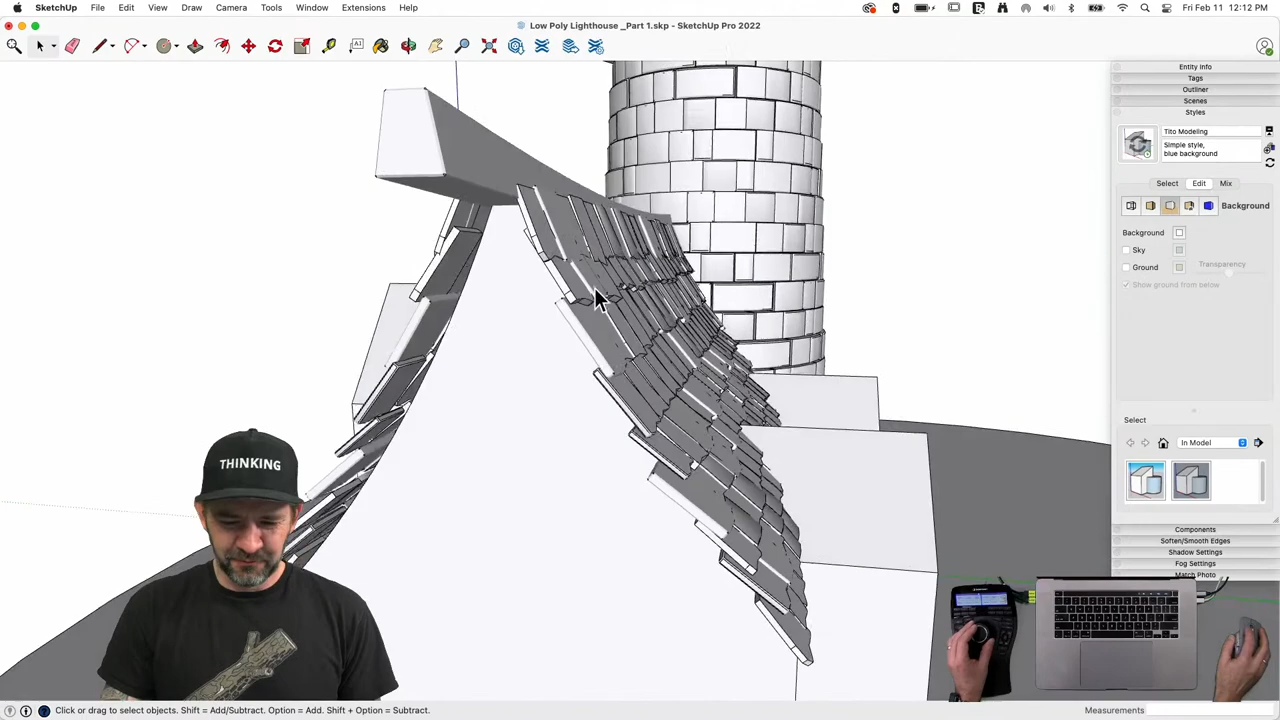 SketchUp File Edit View Draw Camera Tools Window Extensions Help
Fri Feb 11 12:12 PM
Low Poly Lighthouse _Part 1.skp - SketchUp Pro 2022
Entity Info
Tags
Outliner
Scenes
Styles
Tito Modeling
Simple style,
blue background
Select Edit Mix
Background
Background
Sky
Ground
Transparency
Show ground from below
Select
In Model
Components
Soften/Smooth Edges
Shadow Settings
Fog Settings
Match Photo
THINKING
Click or drag to select objects. Shift = Add/Subtract. Option = Add. Shift + Option = Subtract.
Measurements